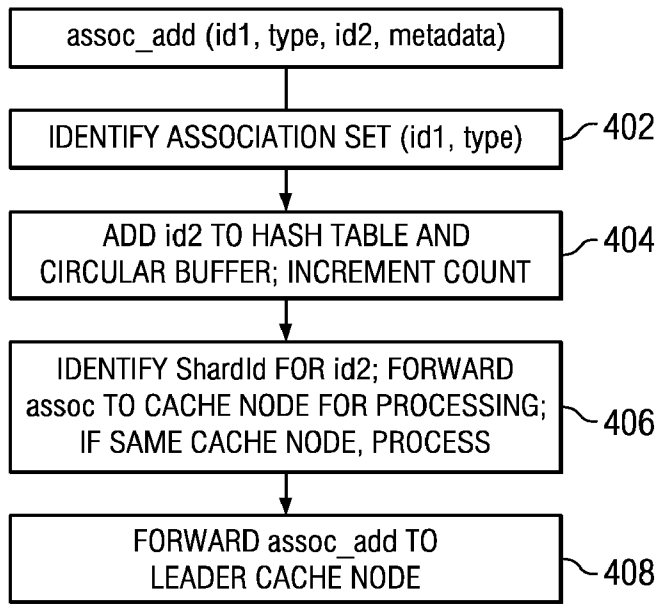 assoc_add (id1, type, id2, metadata)
IDENTIFY ASSOCIATION SET (id1, type)
402
ADD id2 TO HASH TABLE AND
CIRCULAR BUFFER; INCREMENT COUNT
404
IDENTIFY ShardId FOR id2; FORWARD
assoc TO CACHE NODE FOR PROCESSING;
IF SAME CACHE NODE, PROCESS
406
FORWARD assoc_add TO
LEADER CACHE NODE
408